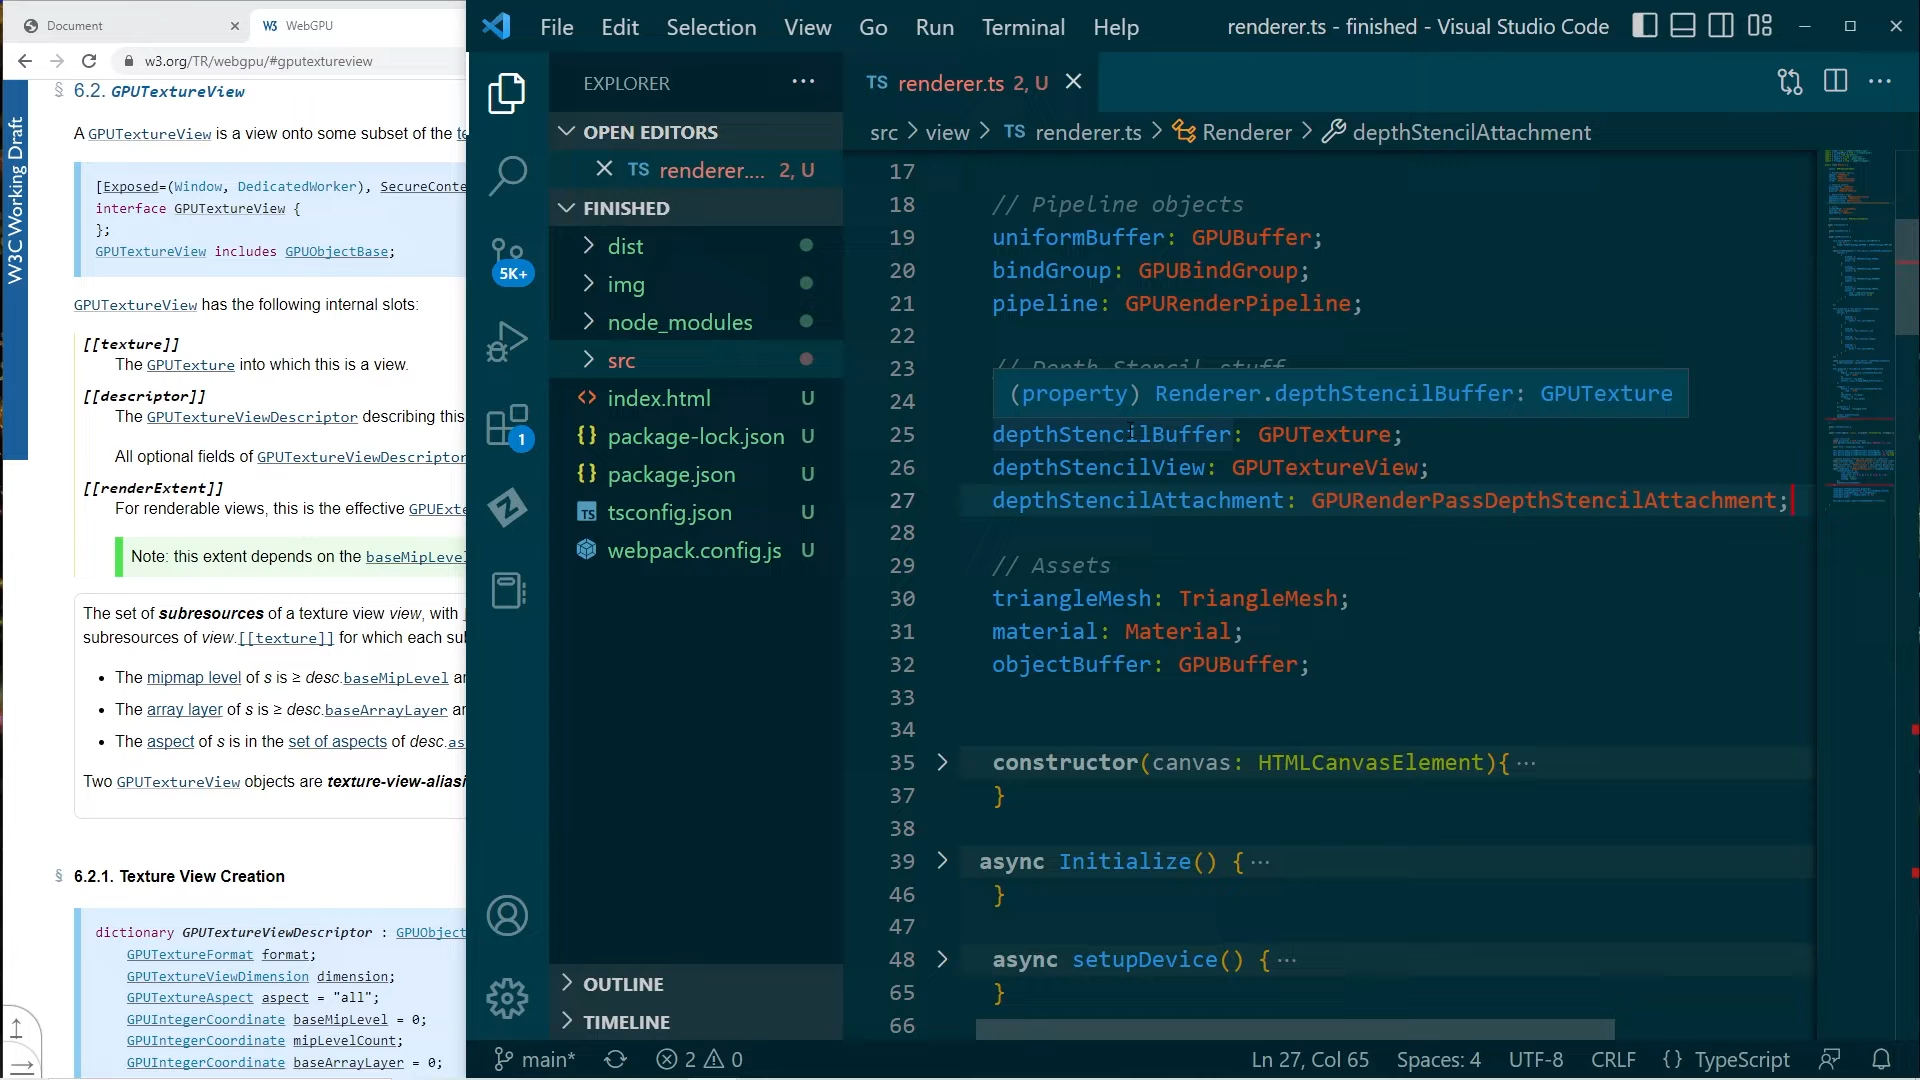 Document
WebGPU
w3.org/TR/webgpu/#gputextureview
W3C Working Draft
§ 6.2. GPUTextureView
A GPUTextureView is a view onto some subset of the te
[Exposed=(Window, DedicatedWorker), SecureConte
interface GPUTextureView {
};
GPUTextureView includes GPUObjectBase;
GPUTextureView has the following internal slots:
[[texture]]
The GPUTexture into which this is a view.
[[descriptor]]
The GPUTextureViewDescriptor describing this
All optional fields of GPUTextureViewDescriptor
[[renderExtent]]
For renderable views, this is the effective GPUExte
Note: this extent depends on the baseMipLevel
The set of subresources of a texture view view, with [
subresources of view.[[texture]] for which each sub
• The mipmap level of s is ≥ desc.baseMipLevel an
• The array layer of s is ≥ desc.baseArrayLayer an
• The aspect of s is in the set of aspects of desc.as
Two GPUTextureView objects are texture-view-aliasi
§ 6.2.1. Texture View Creation
dictionary GPUTextureViewDescriptor : GPUObject
GPUTextureFormat format;
GPUTextureViewDimension dimension;
GPUTextureAspect aspect = "all";
GPUIntegerCoordinate baseMipLevel = 0;
GPUIntegerCoordinate mipLevelCount;
GPUIntegerCoordinate baseArrayLayer = 0;
File Edit Selection View Go Run Terminal Help
renderer.ts - finished - Visual Studio Code
5K+
1
EXPLORER
OPEN EDITORS
TS renderer.... 2, U
FINISHED
dist
img
node_modules
src
index.html U
package-lock.json U
package.json U
TS tsconfig.json U
webpack.config.js U
OUTLINE
TIMELINE
TS renderer.ts 2, U
src > view > TS renderer.ts > Renderer > depthStencilAttachment
17
18 // Pipeline objects
19 uniformBuffer: GPUBuffer;
20 bindGroup: GPUBindGroup;
21 pipeline: GPURenderPipeline;
22
23 // Depth Stencil stuff
(property) Renderer.depthStencilBuffer: GPUTexture
24
25 depthStencilBuffer: GPUTexture;
26 depthStencilView: GPUTextureView;
27 depthStencilAttachment: GPURenderPassDepthStencilAttachment;
28
29 // Assets
30 triangleMesh: TriangleMesh;
31 material: Material;
32 objectBuffer: GPUBuffer;
33
34
35 constructor(canvas: HTMLCanvasElement){ ···
37 }
38
39 async Initialize() { ···
46 }
47
48 async setupDevice() { ···
65 }
66
main* 2 0
Ln 27, Col 65 Spaces: 4 UTF-8 CRLF {} TypeScript